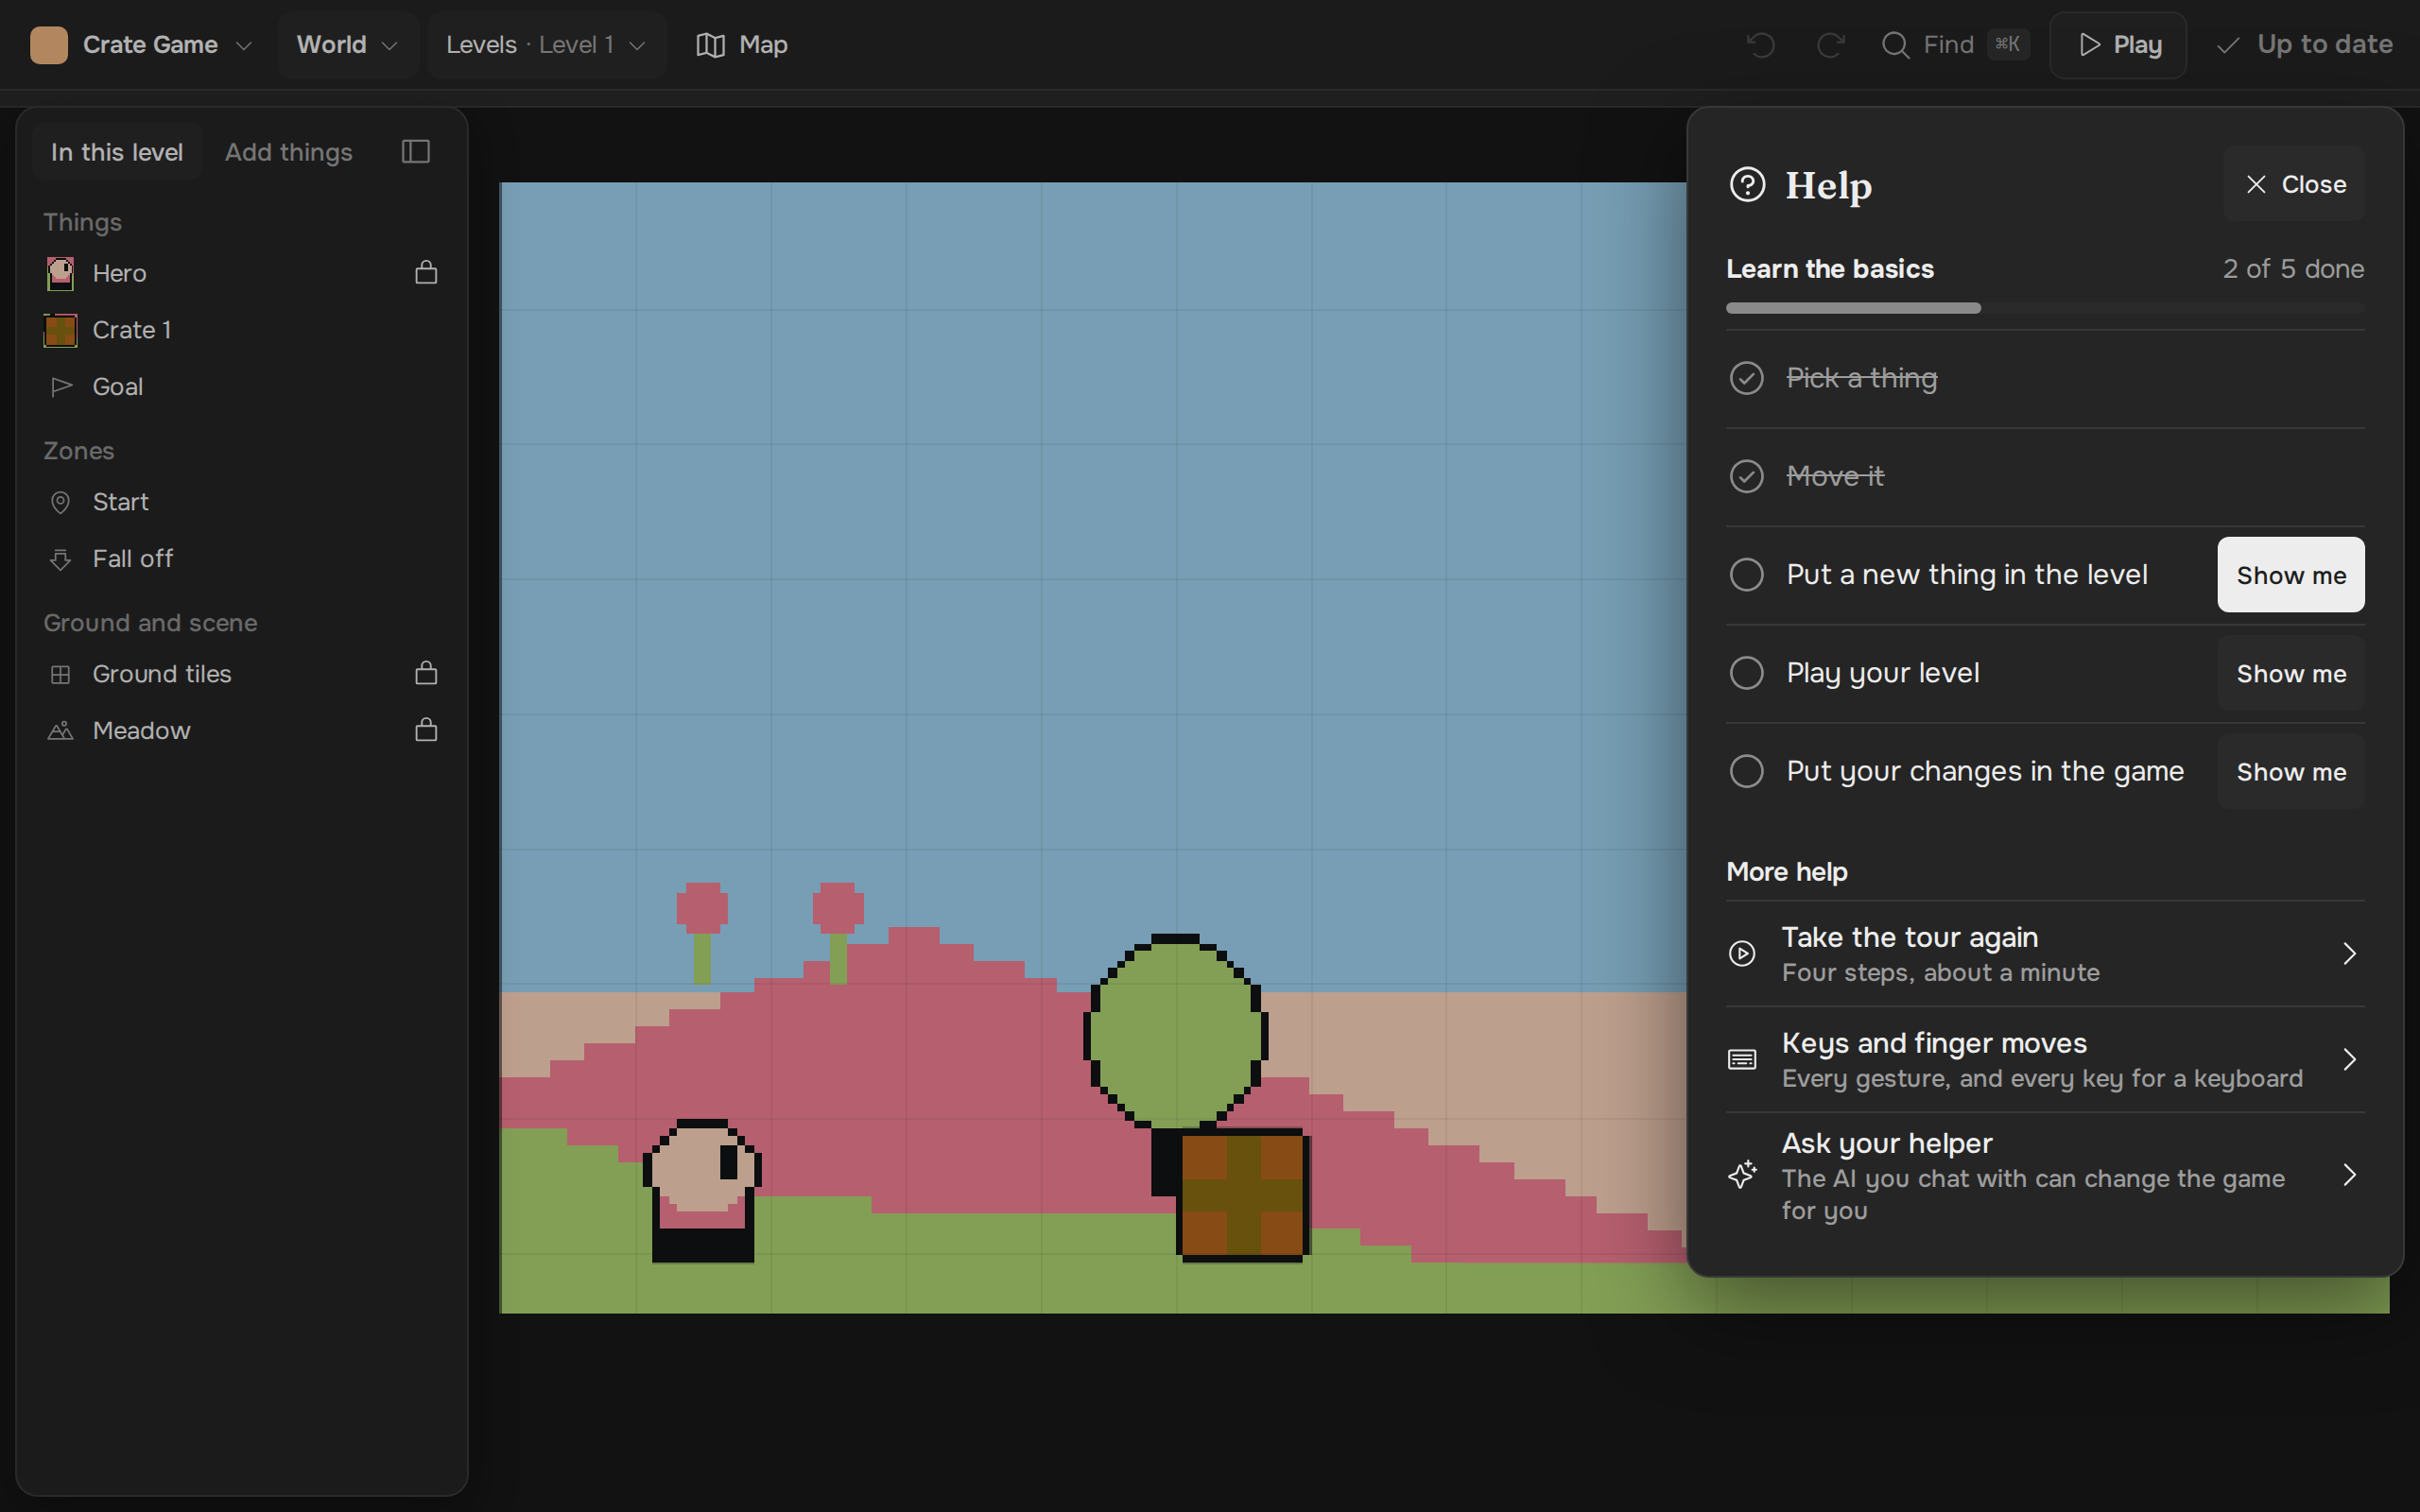 Crate Game
World
Levels · Level 1
Map
Find ⌘K
Play
Up to date
In this level
Add things
Things
Hero
Crate 1
Goal
Zones
Start
Fall off
Ground and scene
Ground tiles
Meadow
Help
Close
Learn the basics
2 of 5 done
Pick a thing
Move it
Put a new thing in the level
Show me
Play your level
Show me
Put your changes in the game
Show me
More help
Take the tour again
Four steps, about a minute
Keys and finger moves
Every gesture, and every key for a keyboard
Ask your helper
The AI you chat with can change the game
for you